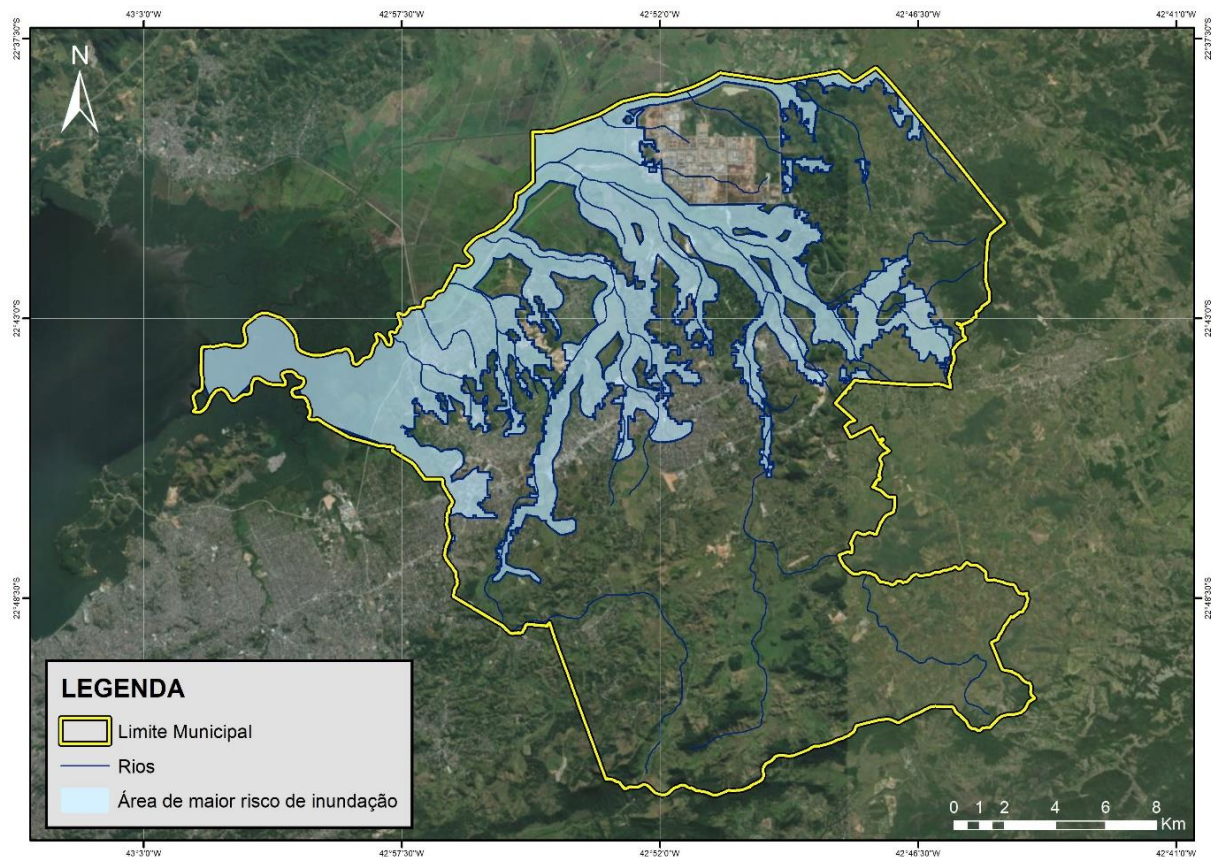 43°3'0"W 42°57'30"W 42°52'0"W 42°46'30"W 42°41'0"W
22°37'30"S 22°37'30"S
N
22°43'0"S 22°43'0"S
22°48'30"S 22°48'30"S
LEGENDA
Limite Municipal
Rios
Área de maior risco de inundação
0 1 2 4 6 8
Km
43°3'0"W 42°57'30"W 42°52'0"W 42°46'30"W 42°41'0"W